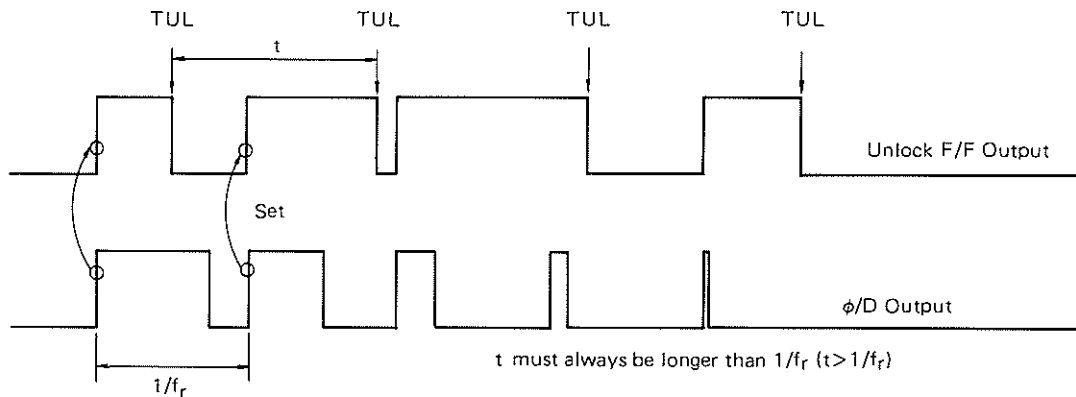 TUL TUL TUL TUL
t
Unlock F/F Output
Set
φ/D Output
t must always be longer than 1/fr (t>1/fr)
1/fr